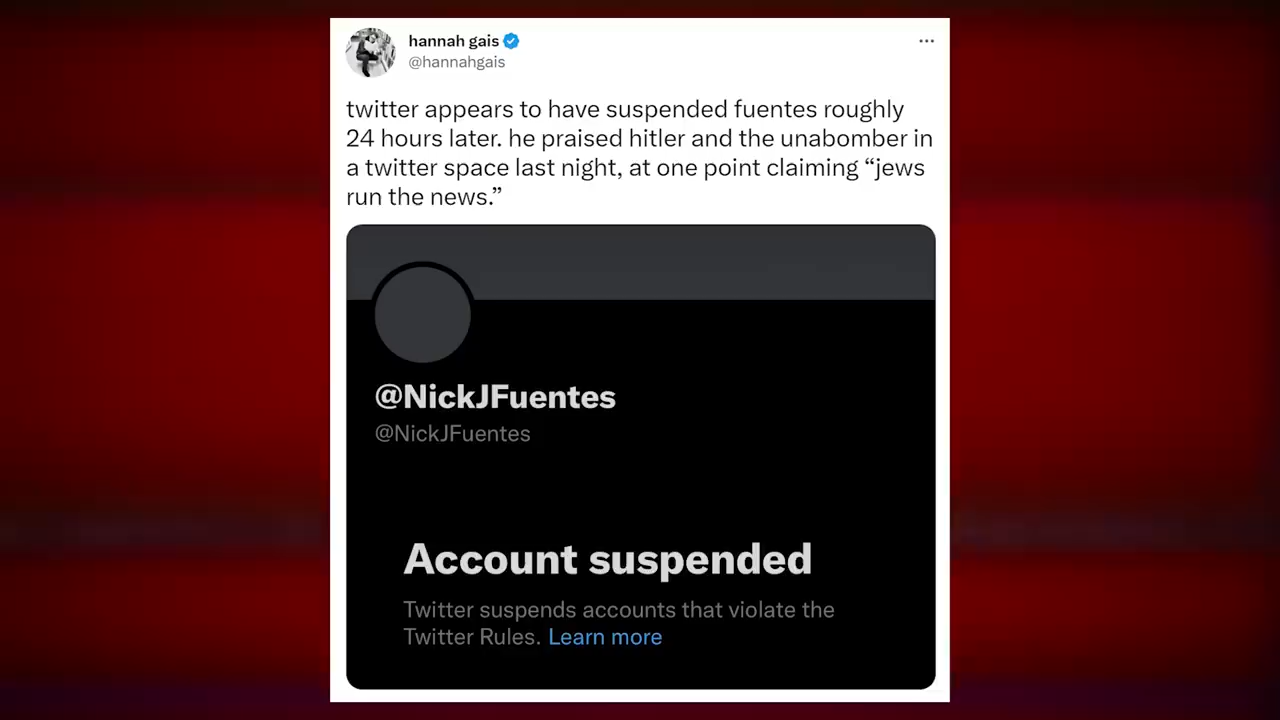 hannah gais
@hannahgais
twitter appears to have suspended fuentes roughly
24 hours later. he praised hitler and the unabomber in
a twitter space last night, at one point claiming “jews
run the news.”
@NickJFuentes
@NickJFuentes
Account suspended
Twitter suspends accounts that violate the
Twitter Rules. Learn more